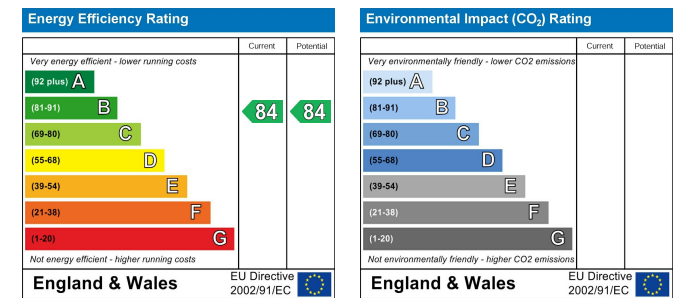 Energy Efficiency Rating
Current Potential
Very energy efficient - lower running costs
(92 plus) A
(81-91) B
84 84
(69-80) C
(55-68) D
(39-54) E
(21-38) F
(1-20) G
Not energy efficient - higher running costs
England & Wales
EU Directive
2002/91/EC
Environmental Impact (CO₂) Rating
Current Potential
Very environmentally friendly - lower CO2 emissions
(92 plus) A
(81-91) B
(69-80) C
(55-68) D
(39-54) E
(21-38) F
(1-20) G
Not environmentally friendly - higher CO2 emissions
England & Wales
EU Directive
2002/91/EC